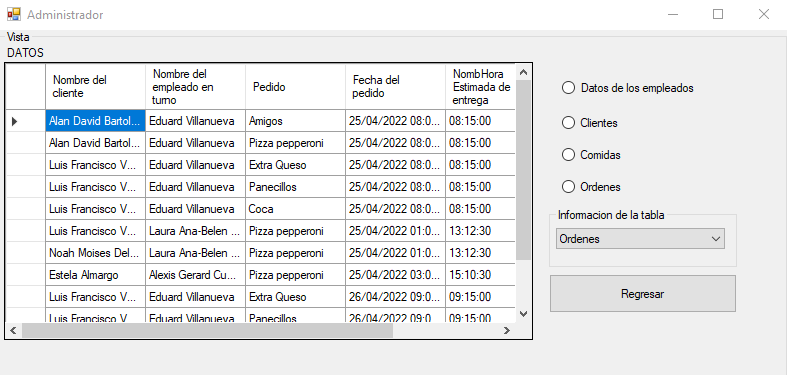 Administrador
Vista
DATOS
Nombre del cliente Nombre del empleado en turno Pedido Fecha del pedido NombHora Estimada de entrega
Alan David Bartol... Eduard Villanueva Amigos 25/04/2022 08:0... 08:15:00
Alan David Bartol... Eduard Villanueva Pizza pepperoni 25/04/2022 08:0... 08:15:00
Luis Francisco V... Eduard Villanueva Extra Queso 25/04/2022 08:0... 08:15:00
Luis Francisco V... Eduard Villanueva Panecillos 25/04/2022 08:0... 08:15:00
Luis Francisco V... Eduard Villanueva Coca 25/04/2022 08:0... 08:15:00
Luis Francisco V... Laura Ana-Belen ... Pizza pepperoni 25/04/2022 01:0... 13:12:30
Noah Moises Del... Laura Ana-Belen ... Pizza pepperoni 25/04/2022 01:0... 13:12:30
Estela Almargo Alexis Gerard Cu... Pizza pepperoni 25/04/2022 03:0... 15:10:30
Luis Francisco V... Eduard Villanueva Extra Queso 26/04/2022 09:0... 09:15:00
Luis Francisco V... Eduard Villanueva Panecillos 26/04/2022 09:0... 09:15:00
Datos de los empleados
Clientes
Comidas
Ordenes
Informacion de la tabla
Ordenes
Regresar